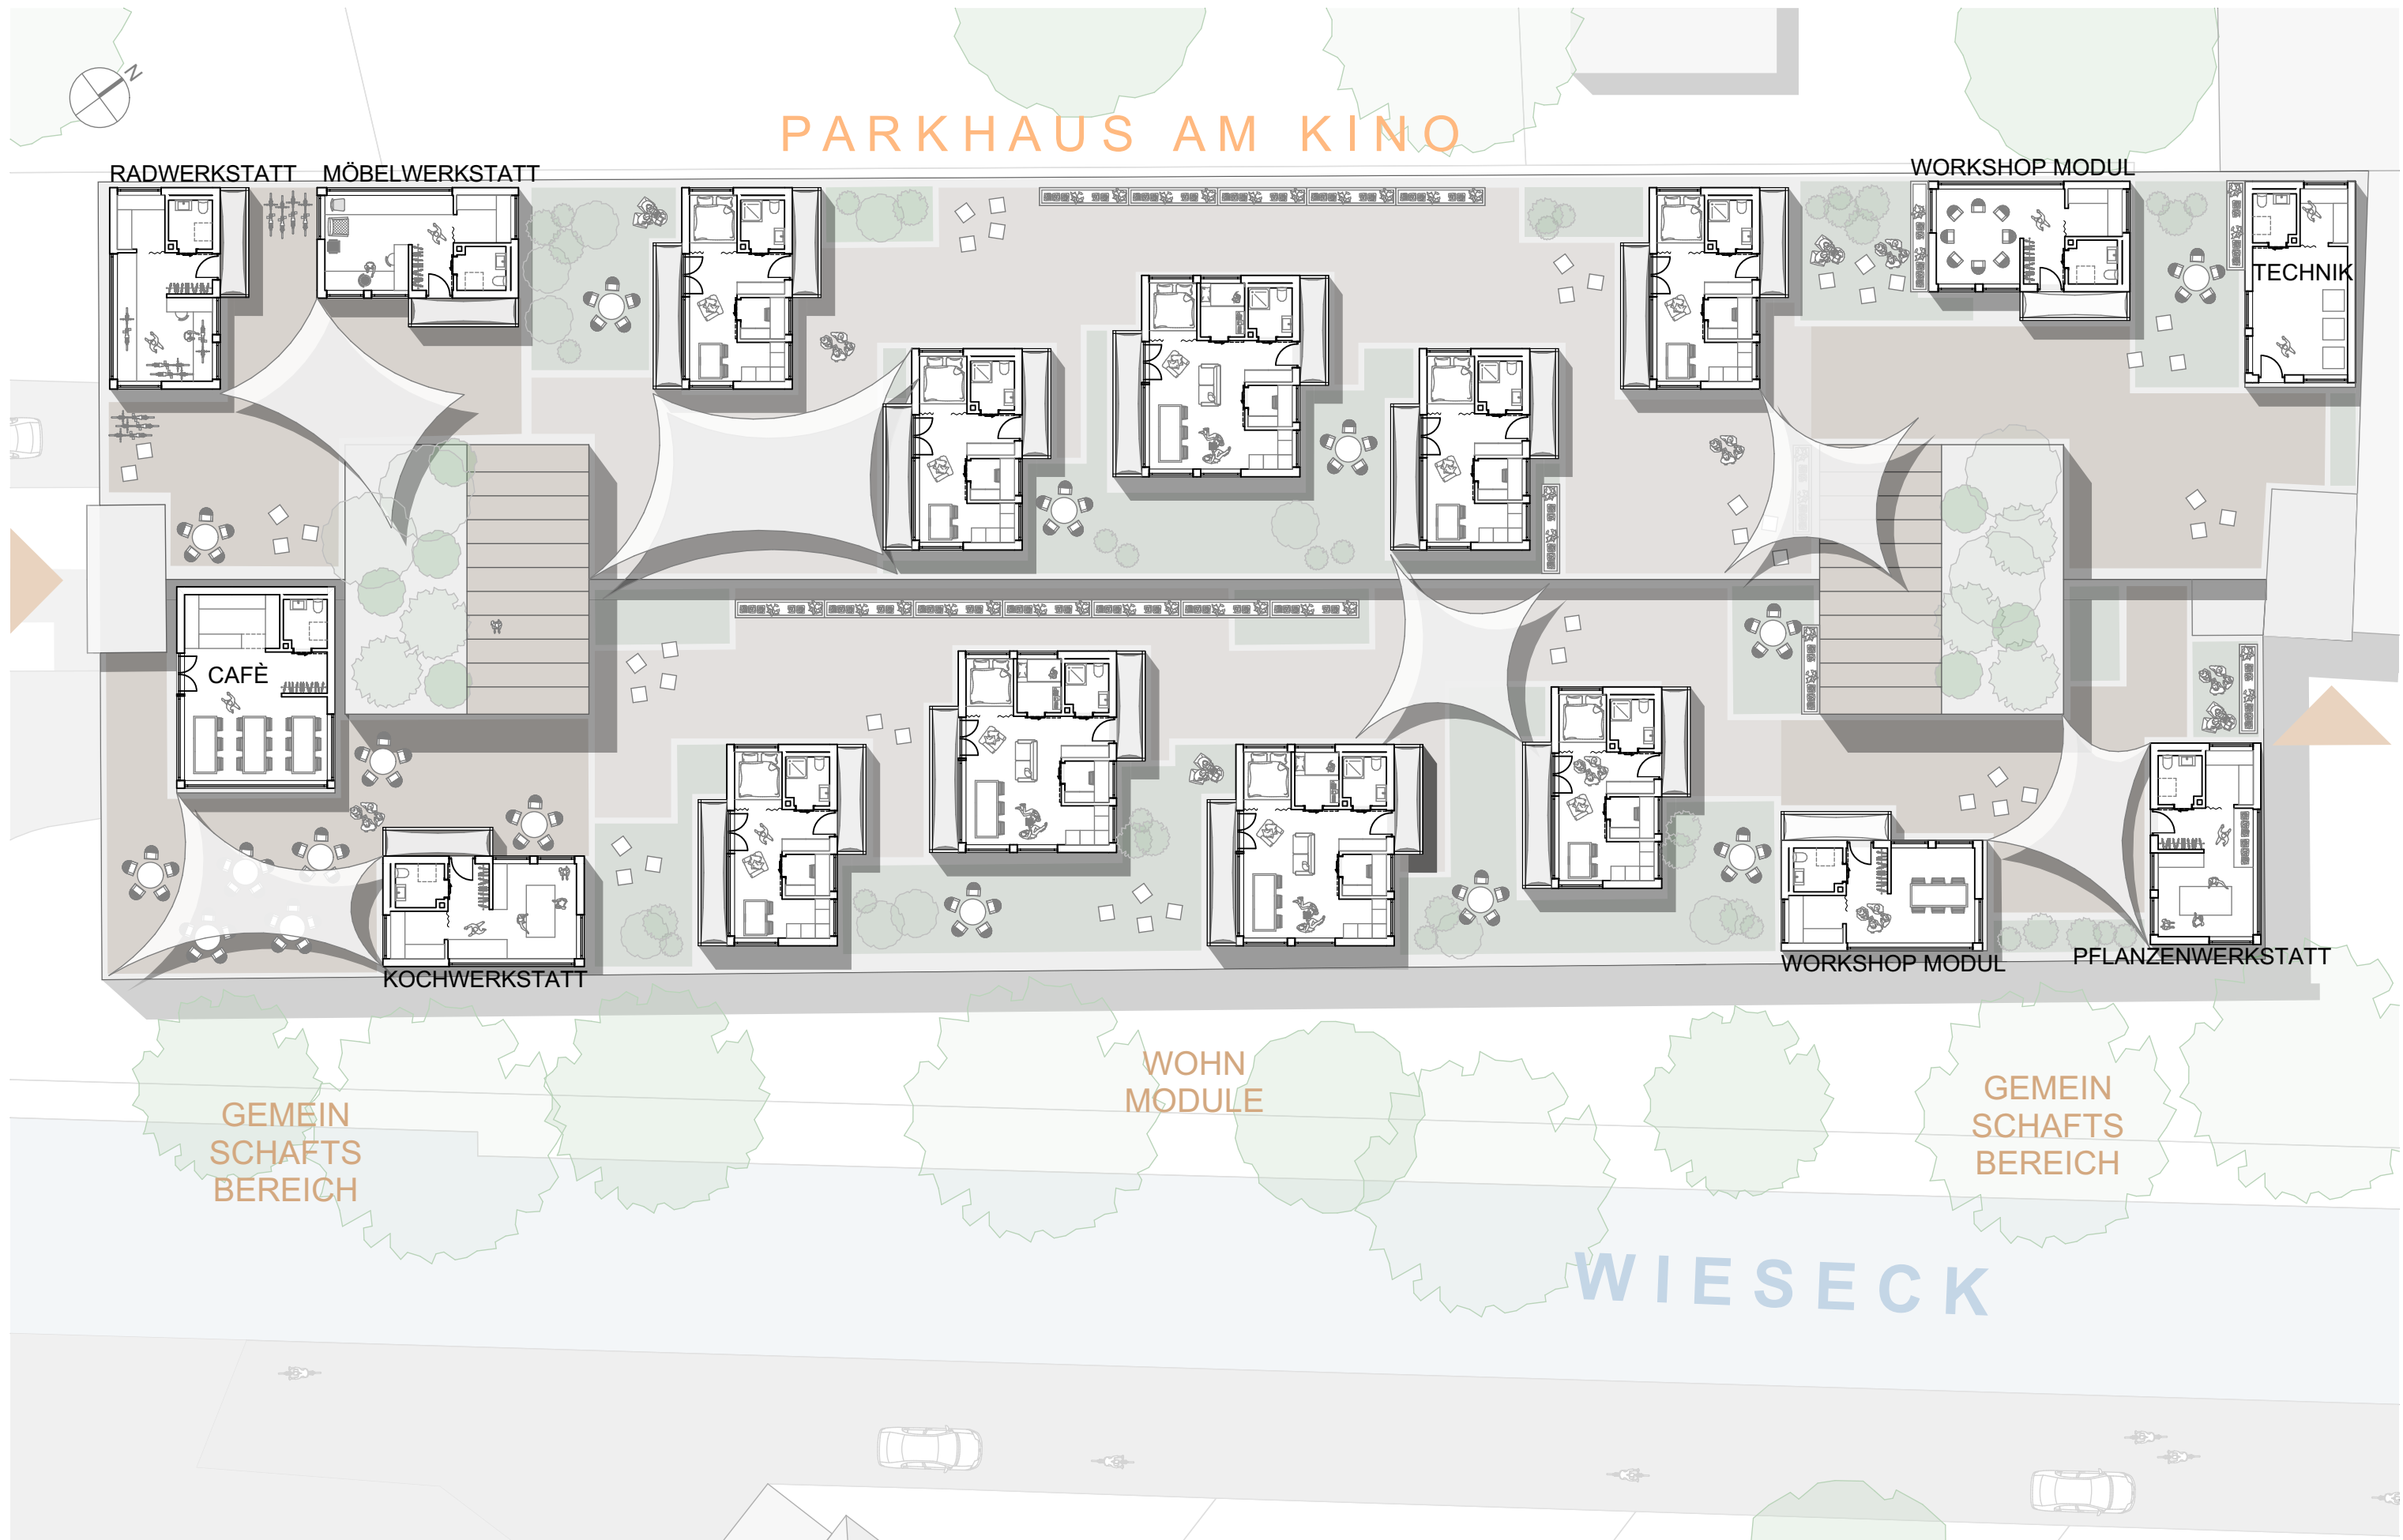 N
PARKHAUS AM KINO
RADWERKSTATT
MÖBELWERKSTATT
WORKSHOP MODUL
TECHNIK
CAFÈ
KOCHWERKSTATT
WORKSHOP MODUL
PFLANZENWERKSTATT
GEMEIN
SCHAFTS
BEREICH
WOHN
MODULE
GEMEIN
SCHAFTS
BEREICH
WIESECK